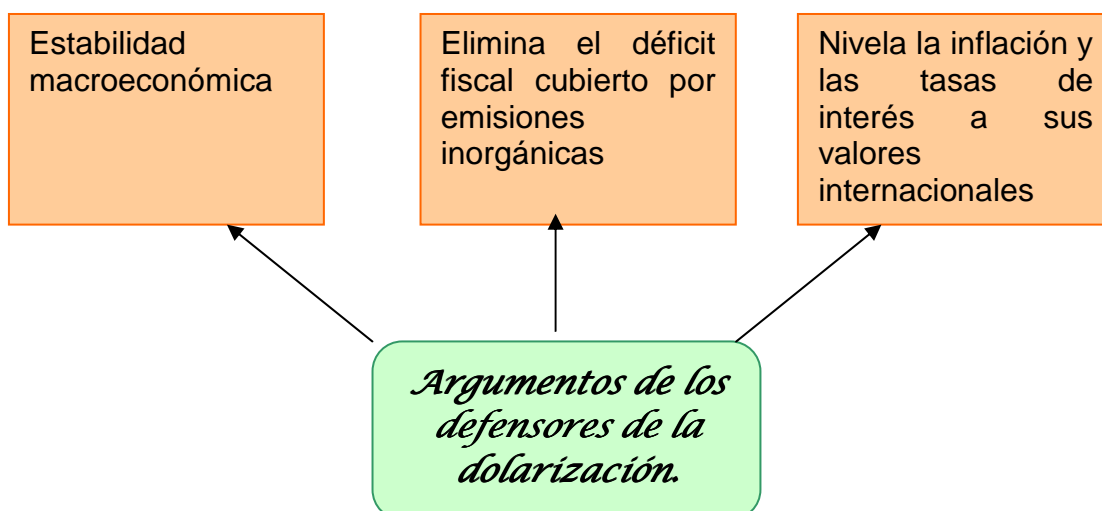 Estabilidad
macroeconómica
Elimina el déficit
fiscal cubierto por
emisiones
inorgánicas
Nivela la inflación y
las tasas de
interés a sus
valores
internacionales
Argumentos de los
defensores de la
dolarización.